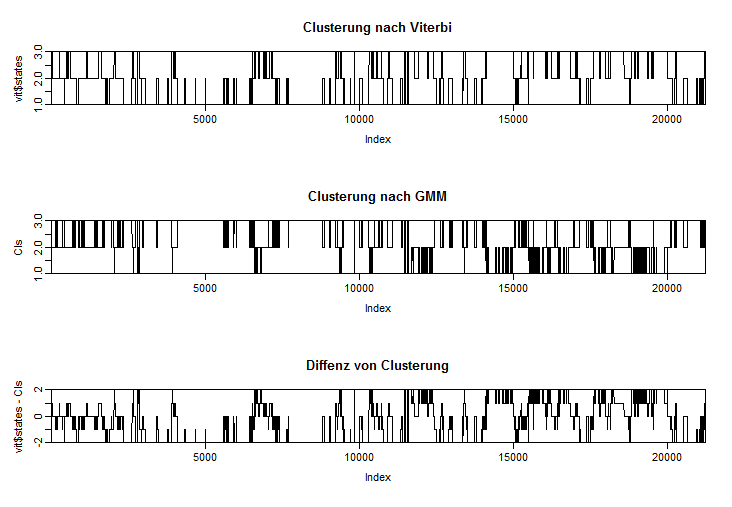 Clusterung nach Viterbi
vit$states
1.0 2.0 3.0
5000 10000 15000 20000
Index
Clusterung nach GMM
Cls
1.0 2.0 3.0
5000 10000 15000 20000
Index
Diffenz von Clusterung
vit$states - Cls
-2 0 2
5000 10000 15000 20000
Index